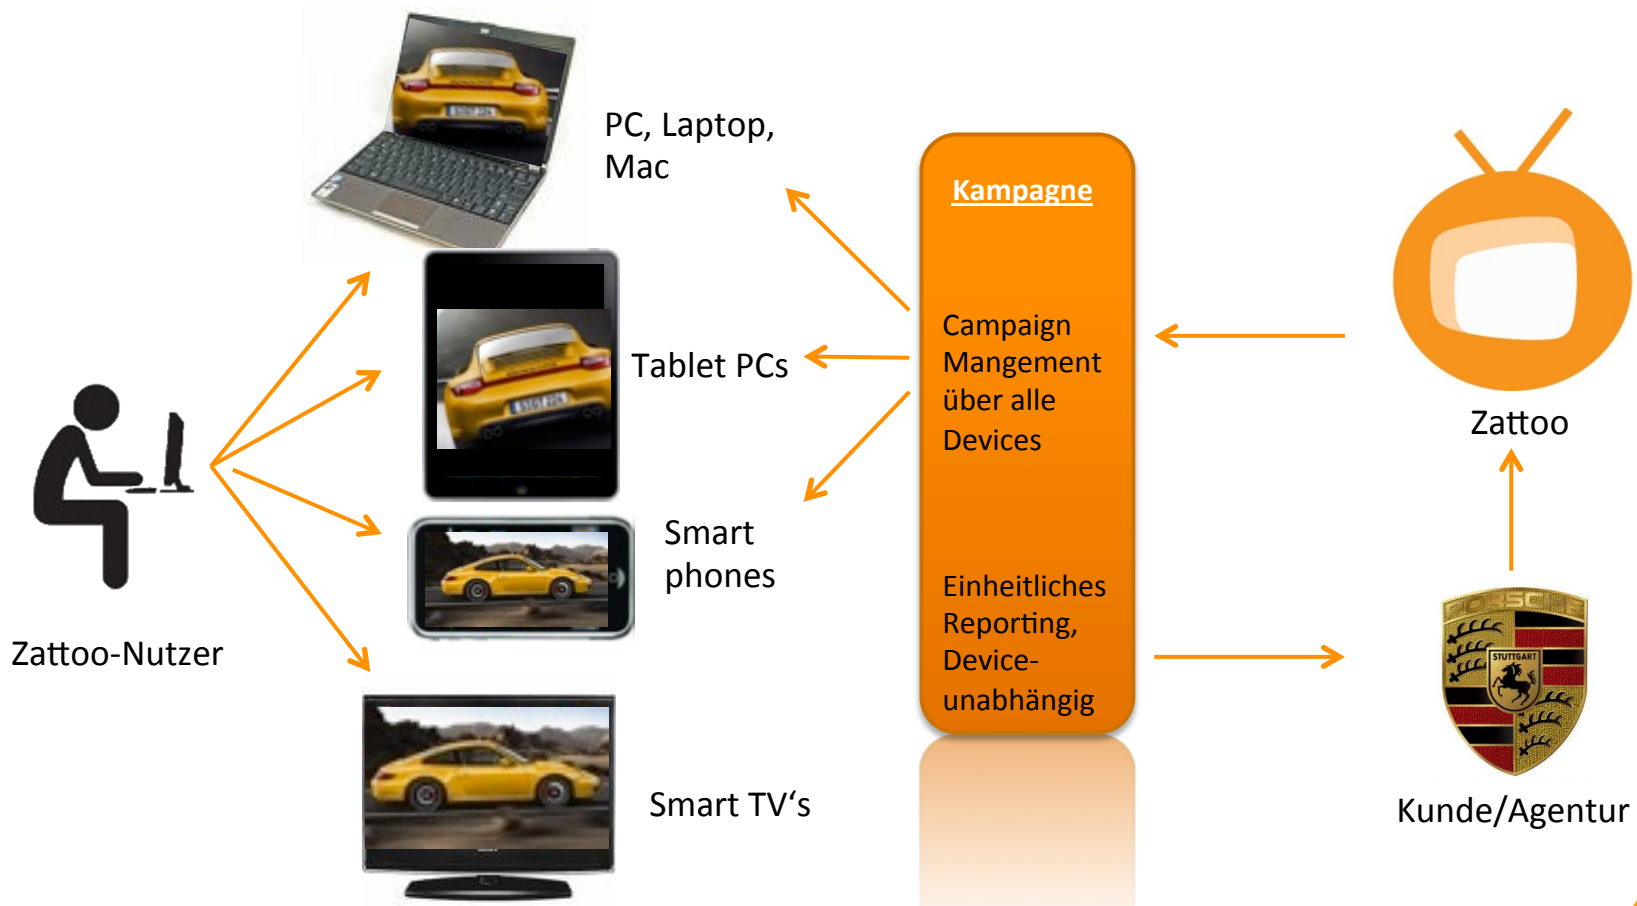 PC, Laptop,
Mac
Tablet PCs
Smart
phones
Smart TV‘s
Zattoo-Nutzer
Kampagne
Campaign
Mangement
über alle
Devices
Einheitliches
Reporting,
Device-
unabhängig
Zattoo
PORSCHE
STUTTGART
Kunde/Agentur